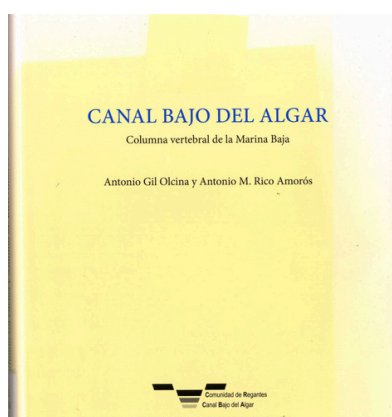 CANAL BAJO DEL ALGAR
Columna vertebral de la Marina Baja
Antonio Gil Olcina y Antonio M. Rico Amorós
Comunidad de Regantes
Canal Bajo del Algar